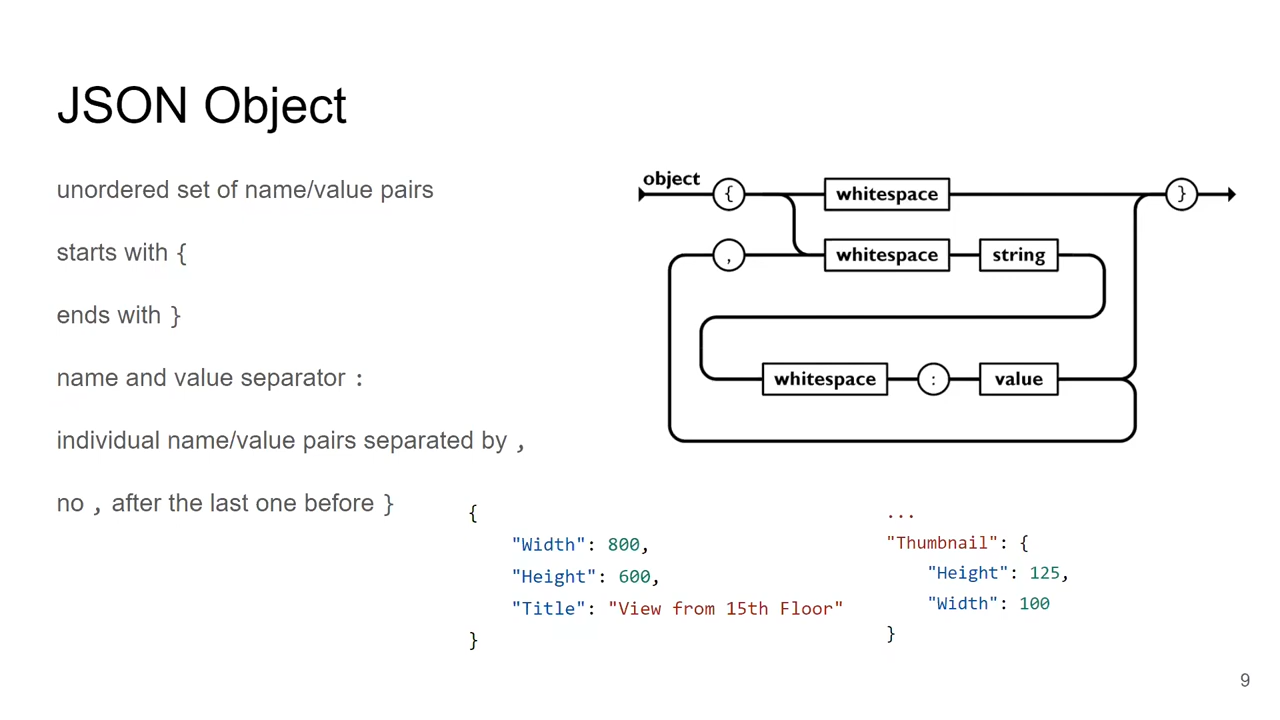 JSON Object
unordered set of name/value pairs
starts with {
ends with }
name and value separator :
individual name/value pairs separated by ,
no , after the last one before }
object
{
whitespace
}
,
whitespace
string
whitespace
:
value
{
"Width": 800,
"Height": 600,
"Title": "View from 15th Floor"
}
...
"Thumbnail": {
"Height": 125,
"Width": 100
}
9